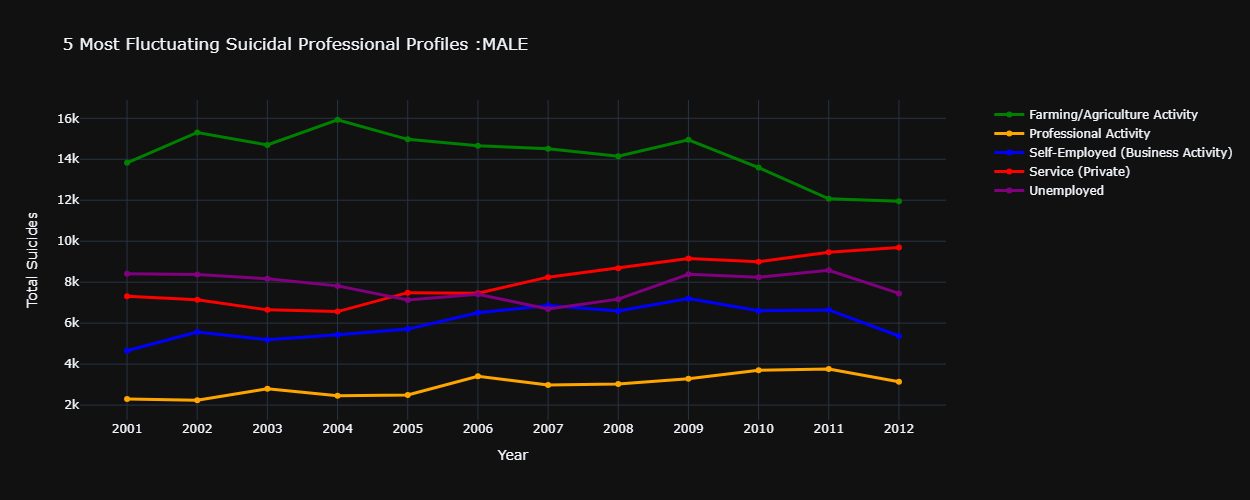 5 Most Fluctuating Suicidal Professional Profiles :MALE
Farming/Agriculture Activity
Professional Activity
Self-Employed (Business Activity)
Service (Private)
Unemployed
Total Suicides
16k
14k
12k
10k
8k
6k
4k
2k
2001 2002 2003 2004 2005 2006 2007 2008 2009 2010 2011 2012
Year